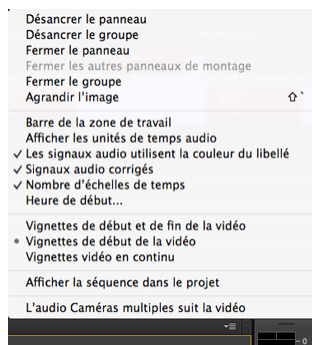 Désancrer le panneau
Désancrer le groupe
Fermer le panneau
Fermer les autres panneaux de montage
Fermer le groupe
Agrandir l'image ⇧`
Barre de la zone de travail
Afficher les unités de temps audio
✓ Les signaux audio utilisent la couleur du libellé
✓ Signaux audio corrigés
✓ Nombre d'échelles de temps
Heure de début...
Vignettes de début et de fin de la vidéo
• Vignettes de début de la vidéo
Vignettes vidéo en continu
Afficher la séquence dans le projet
L'audio Caméras multiples suit la vidéo
0